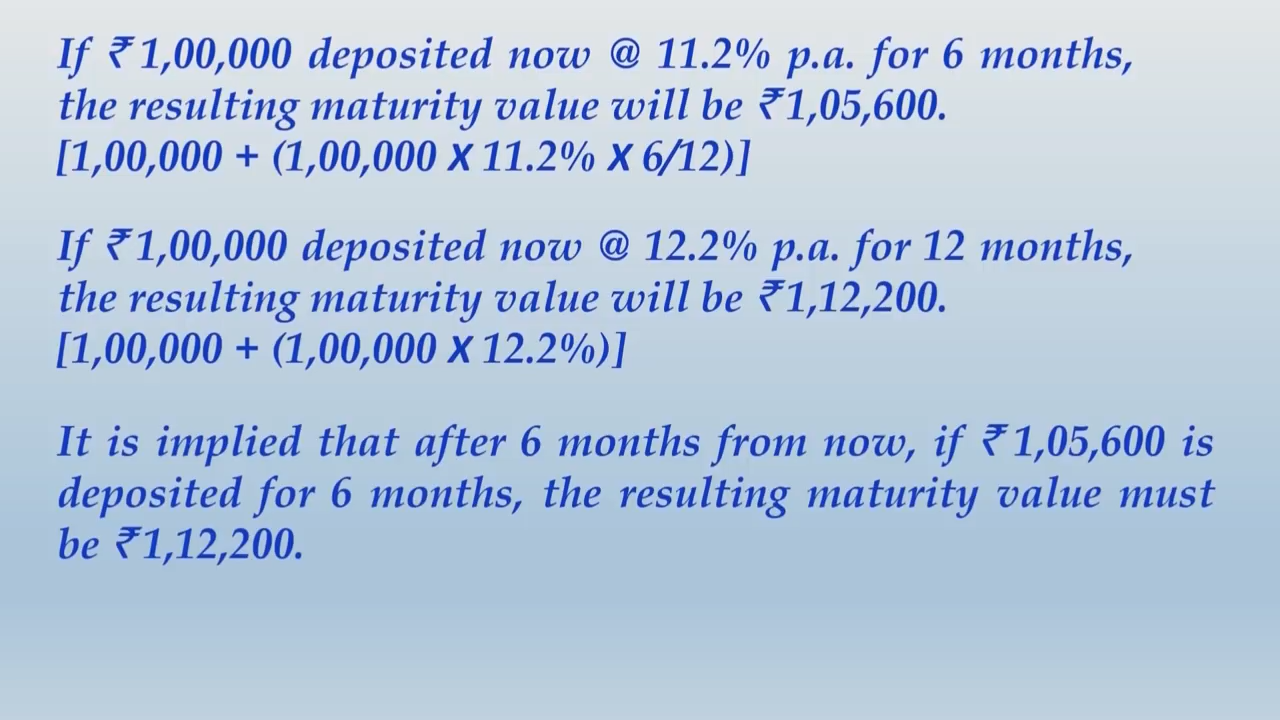 If ₹1,00,000 deposited now @ 11.2% p.a. for 6 months,
the resulting maturity value will be ₹1,05,600.
[1,00,000 + (1,00,000 X 11.2% X 6/12)]
If ₹1,00,000 deposited now @ 12.2% p.a. for 12 months,
the resulting maturity value will be ₹1,12,200.
[1,00,000 + (1,00,000 X 12.2%)]
It is implied that after 6 months from now, if ₹1,05,600 is
deposited for 6 months, the resulting maturity value must
be ₹1,12,200.